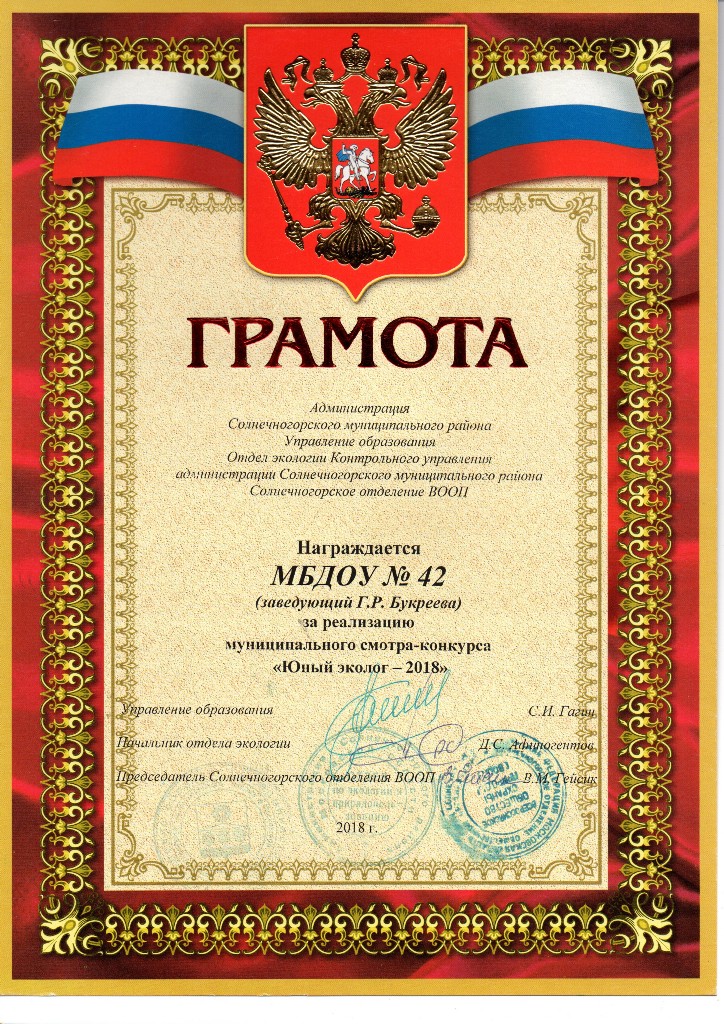 ГРАМОТА
Администрация
Солнечногорского муниципального района
Управление образования
Отдел экологии Контрольного управления
администрации Солнечногорского муниципального района
Солнечногорское отделение ВООП
Награждается
МБДОУ № 42
(заведующий Г.Р. Букреева)
за реализацию
муниципального смотра-конкурса
«Юный эколог – 2018»
Управление образования С.И. Гагин
Начальник отдела экологии Д.С. Афиногентов
Председатель Солнечногорского отделения ВООП В.М. Гейсик
2018 г.